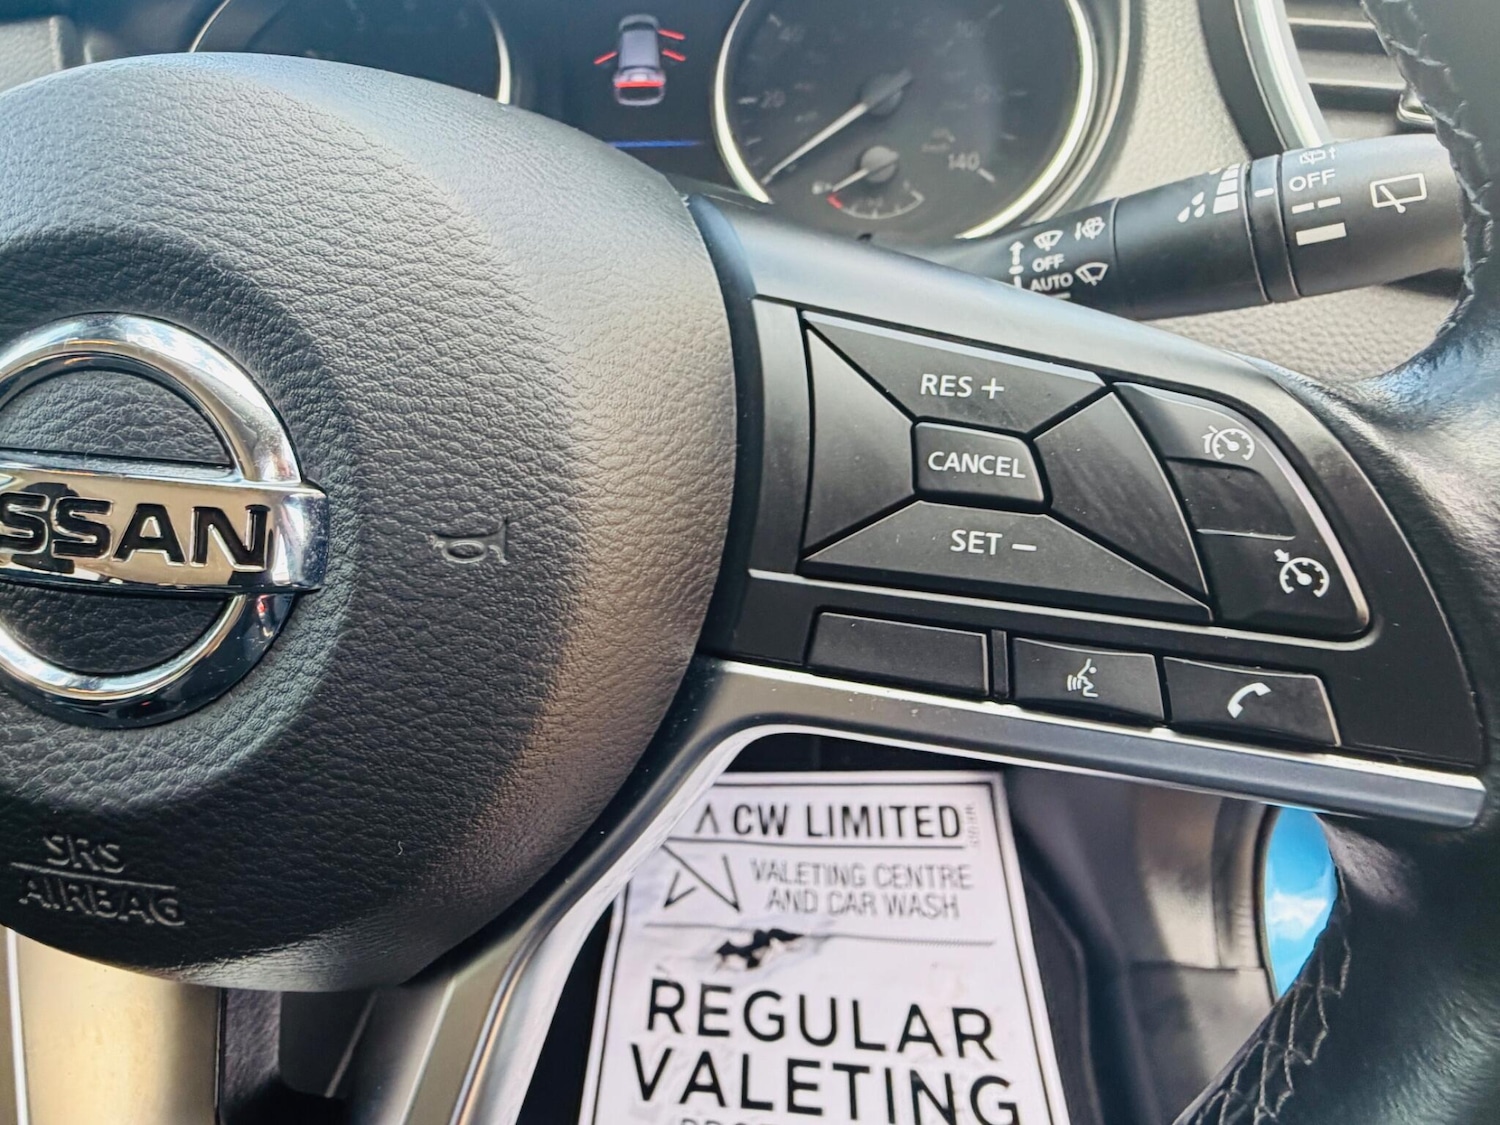 20
140
OFF
OFF
AUTO
RES +
CANCEL
SET –
SSAN
SRS
AIRBAG
CW LIMITED
VALETING CENTRE
AND CAR WASH
REGULAR
VALETING